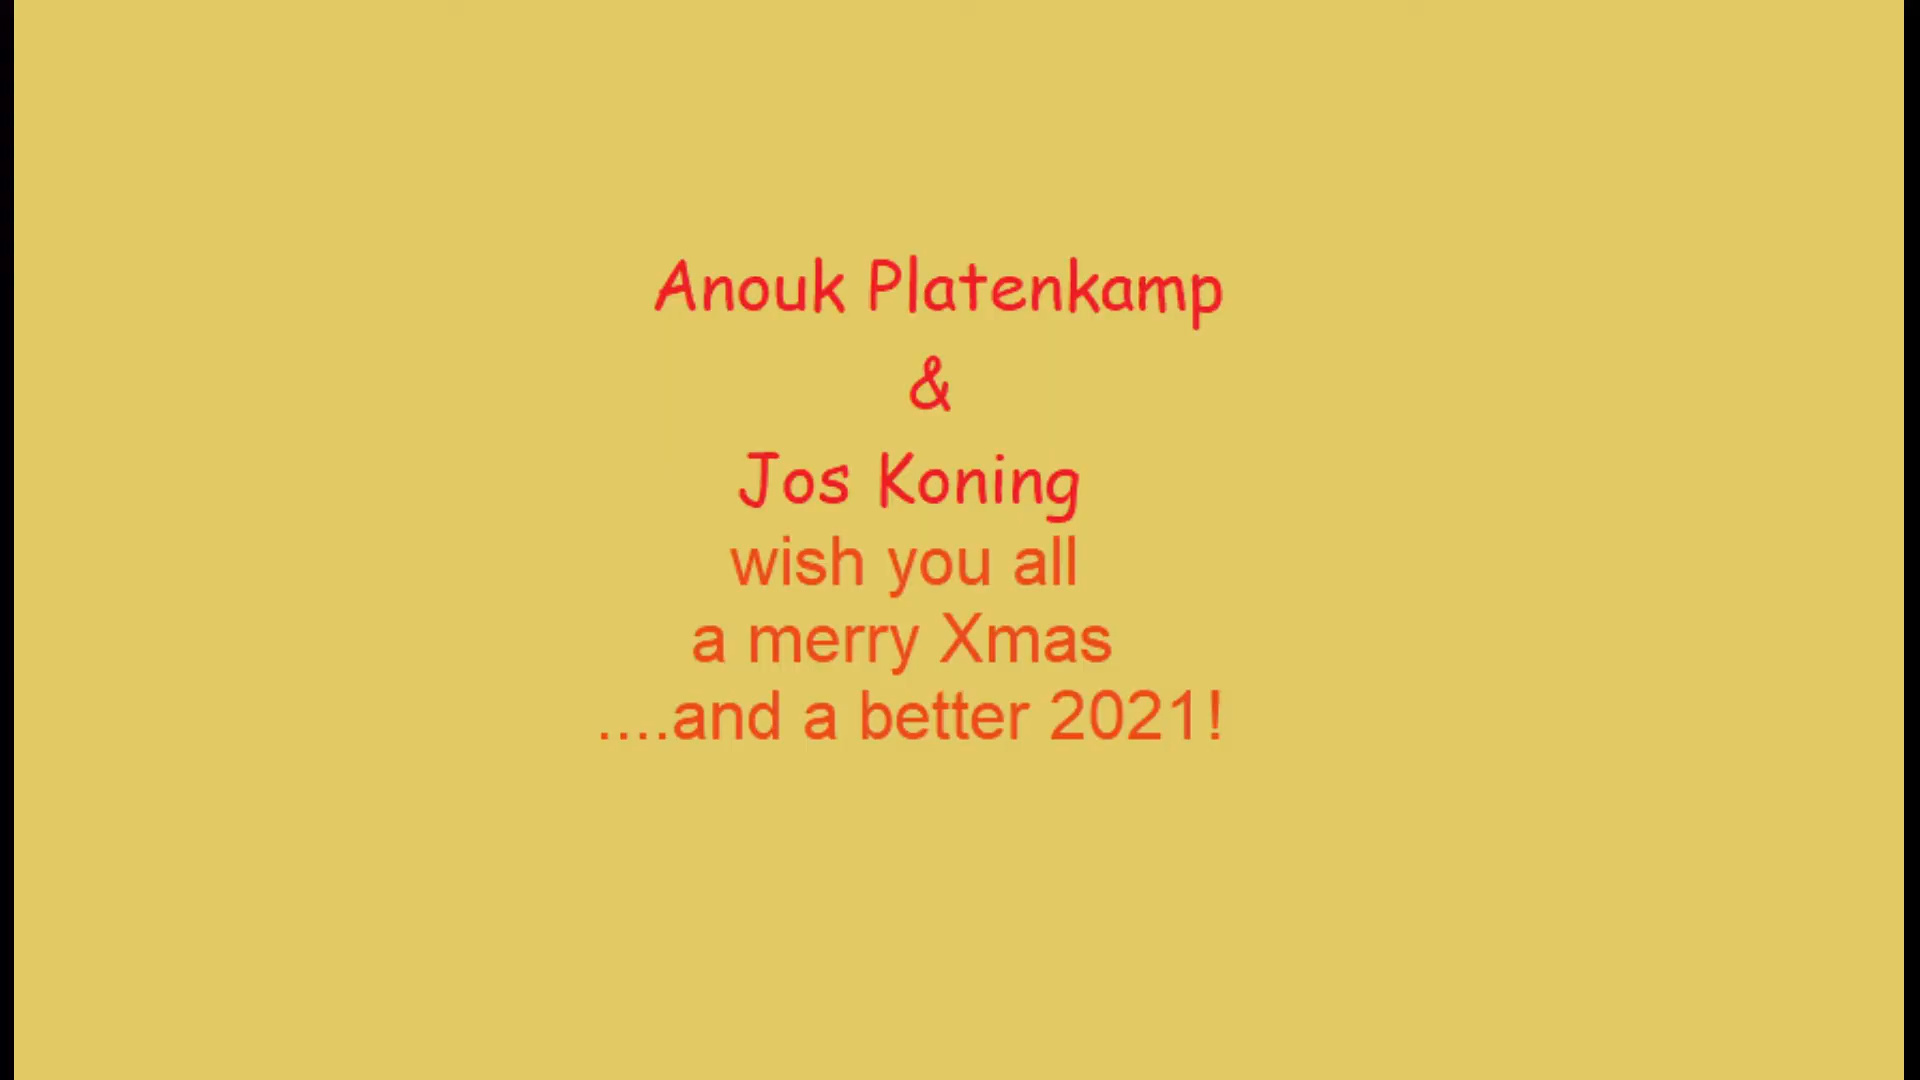 Anouk Platenkamp
&
Jos Koning
wish you all
a merry Xmas
....and a better 2021!